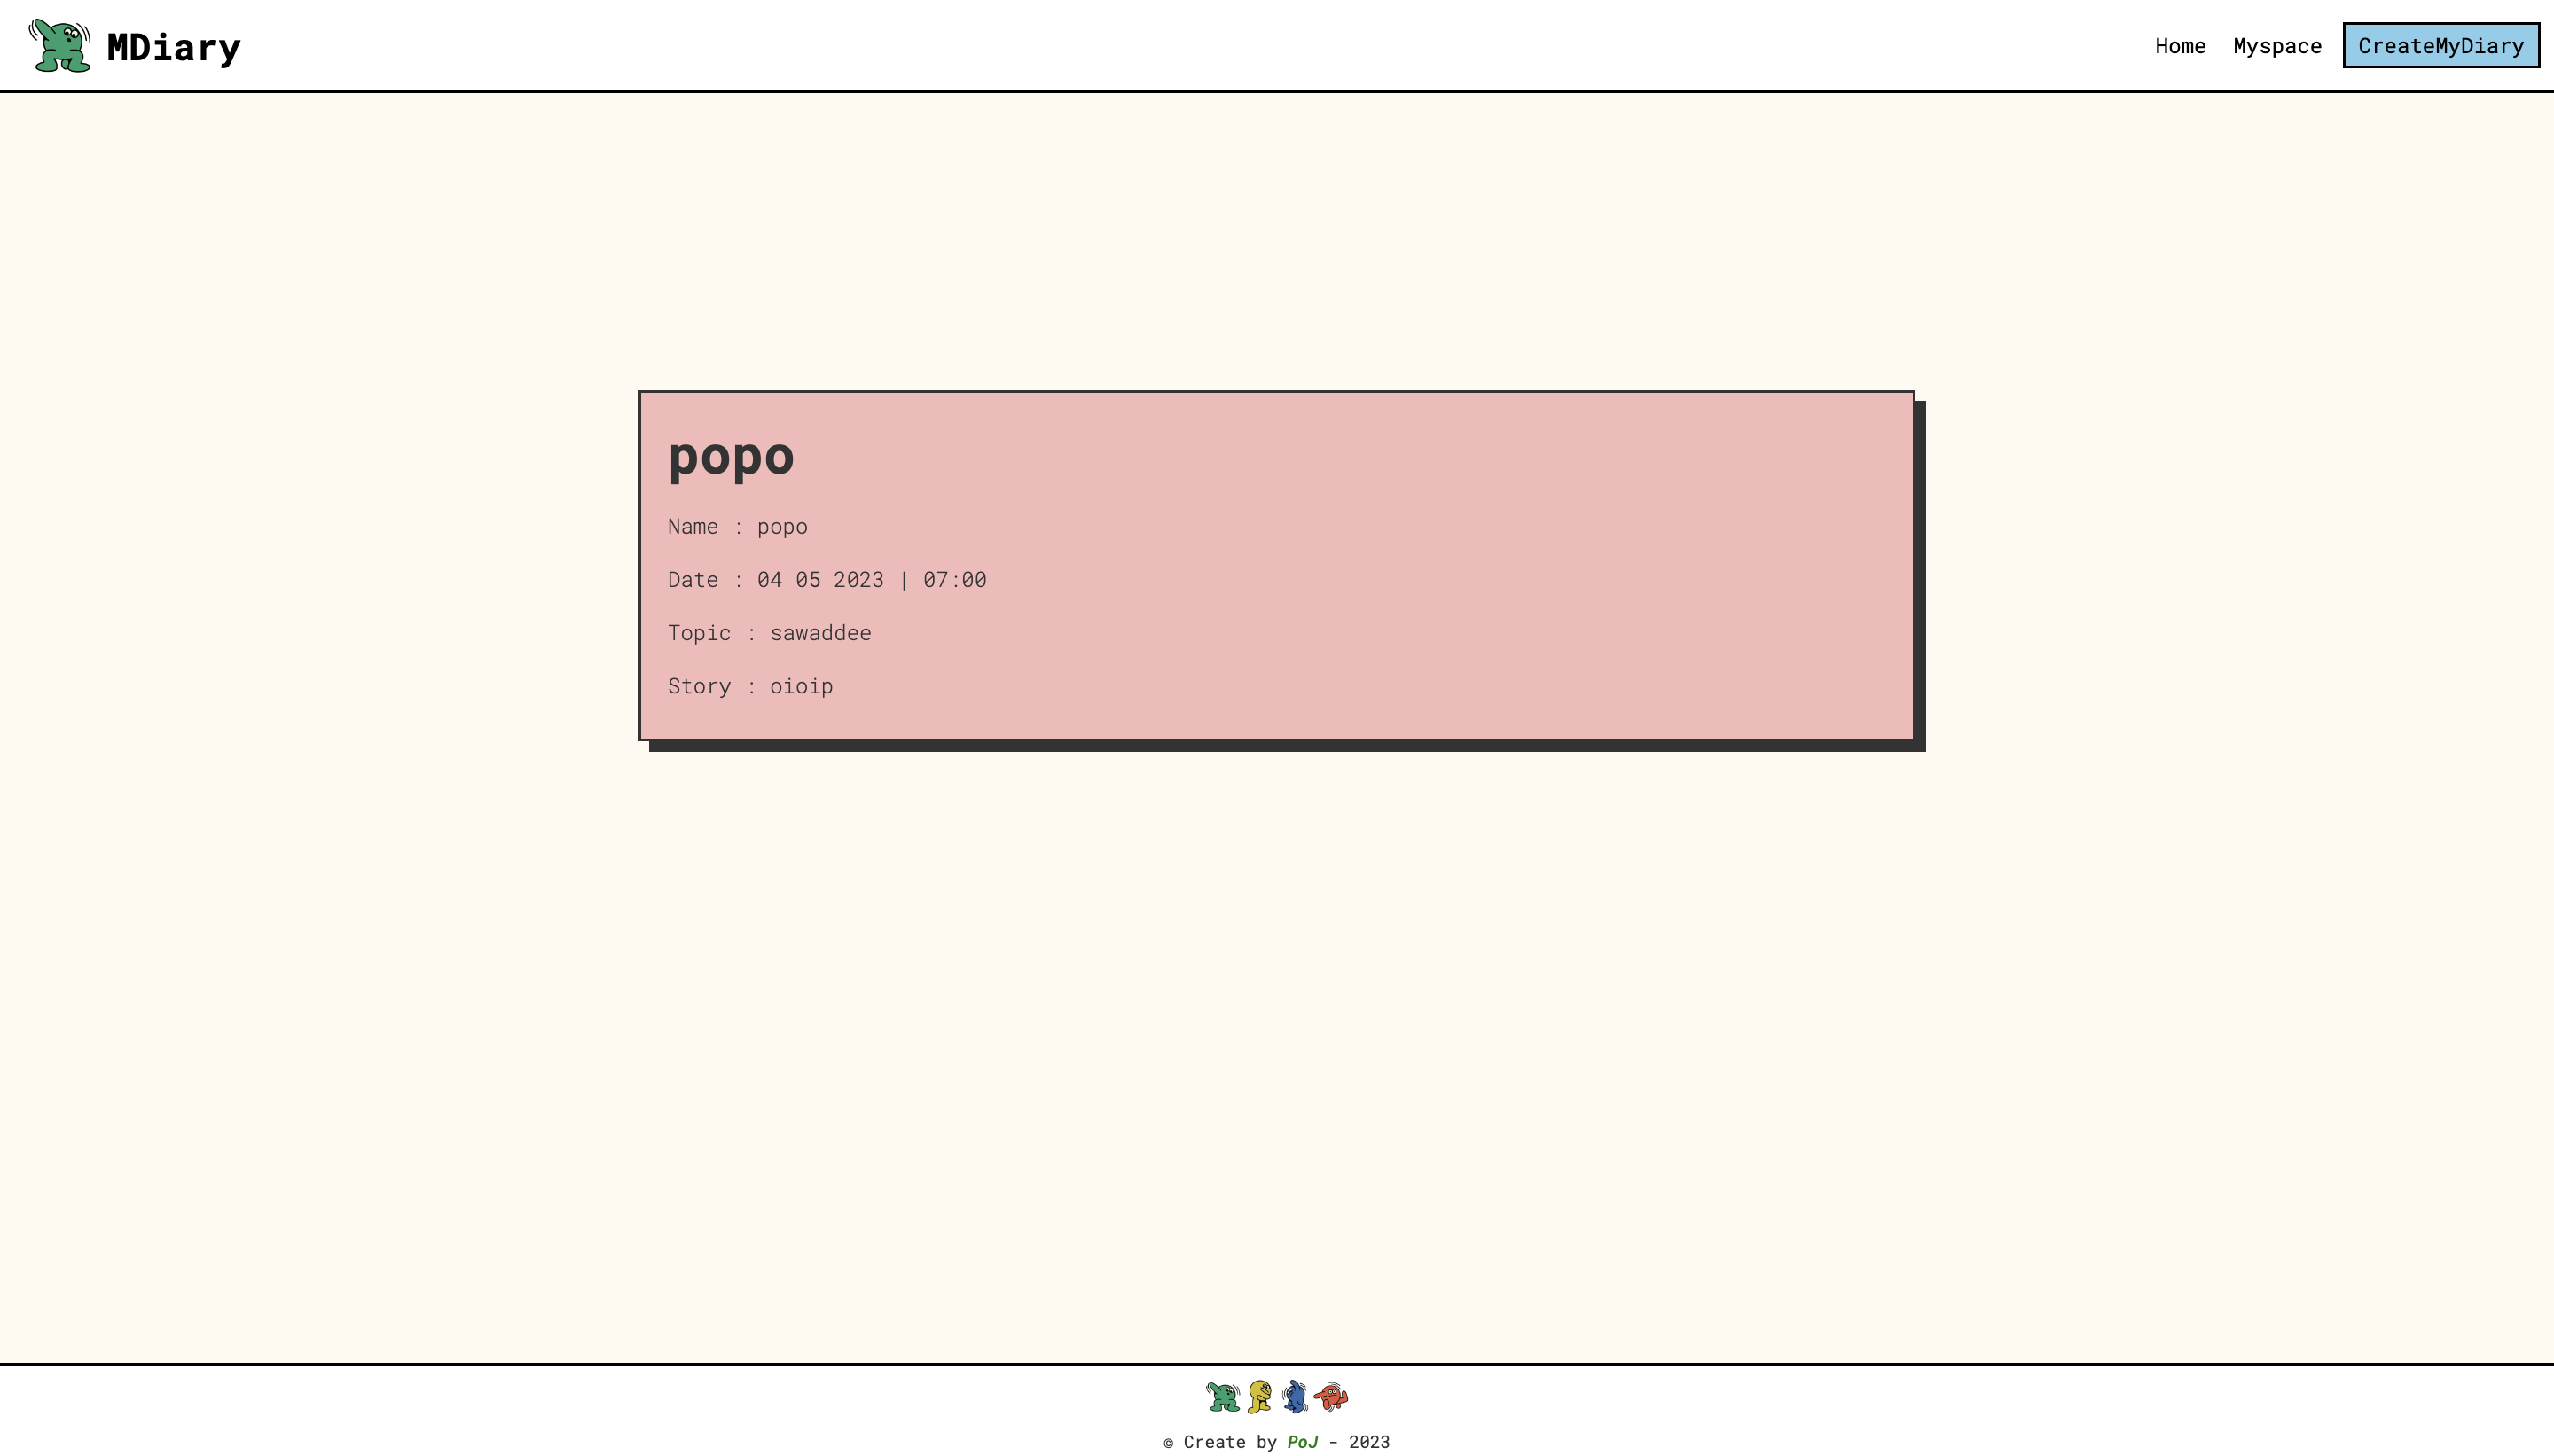 MDiary
Home Myspace CreateMyDiary
popo
Name : popo
Date : 04 05 2023 | 07:00
Topic : sawaddee
Story : oioip
© Create by PoJ - 2023